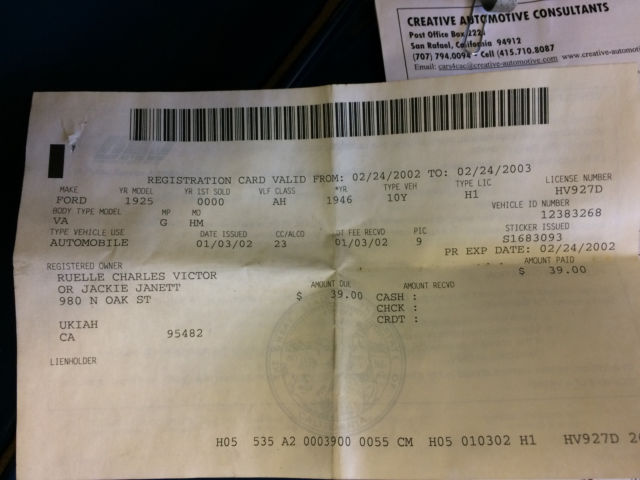 CREATIVE AUTOMOTIVE CONSULTANTS
Post Office Box
San Rafael, California 94912
(707) 794.0094 - Cell (415.710.8087
www.creative-automo
Email: cars4cac@creative-automotive.com
REGISTRATION CARD VALID FROM: 02/24/2002 TO: 02/24/2003
MAKE YR MODEL YR 1ST SOLD VLF CLASS *YR TYPE VEH TYPE LIC LICENSE NUMBER
FORD 1925 0000 AH 1946 10Y H1 HV927D
BODY TYPE MODEL MP MO VEHICLE ID NUMBER
VA G HM 12383268
TYPE VEHICLE USE DATE ISSUED CC/ALCO DT FEE RECVD PIC STICKER ISSUED
AUTOMOBILE 01/03/02 23 01/03/02 9 S1683093
PR EXP DATE: 02/24/2002
REGISTERED OWNER AMOUNT PAID
RUELLE CHARLES VICTOR $ 39.00
OR JACKIE JANETT AMOUNT DUE AMOUNT RECVD
980 N OAK ST $ 39.00 CASH :
CHCK :
UKIAH CRDT :
CA 95482
LIENHOLDER
H05 535 A2 0003900 0055 CM H05 010302 H1 HV927D 20